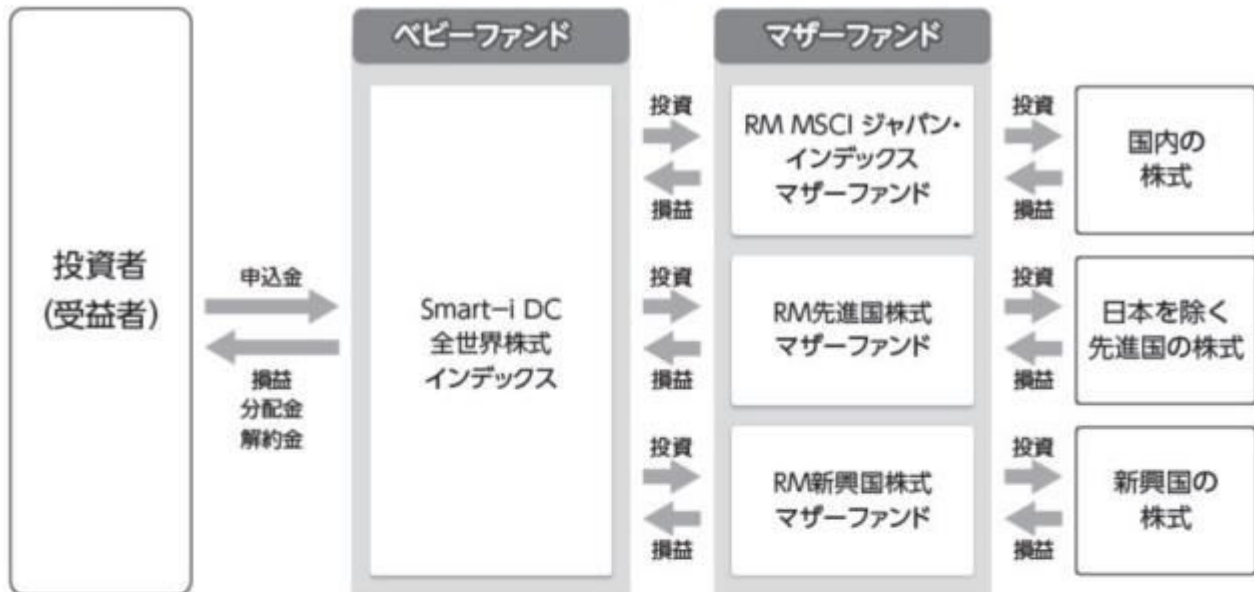 投資者
(受益者)
申込金
損益
分配金
解約金
ベビーファンド
Smart-i DC
全世界株式
インデックス
マザーファンド
投資
損益
RM MSCI ジャパン・
インデックス
マザーファンド
投資
損益
国内の
株式
投資
損益
RM先進国株式
マザーファンド
投資
損益
日本を除く
先進国の株式
投資
損益
RM新興国株式
マザーファンド
投資
損益
新興国の
株式